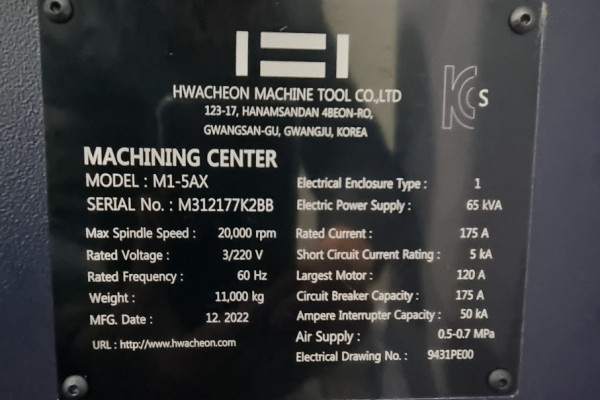 HWACHEON MACHINE TOOL CO.,LTD
123-17, HANAMSANDAN 4BEON-RO,
GWANGSAN-GU, GWANGJU, KOREA
KC S
MACHINING CENTER
MODEL : M1-5AX
SERIAL No. : M312177K2BB
Max Spindle Speed : 20,000 rpm
Rated Voltage : 3/220 V
Rated Frequency : 60 Hz
Weight : 11,000 kg
MFG. Date : 12. 2022
URL : http://www.hwacheon.com
Electrical Enclosure Type : 1
Electric Power Supply : 65 kVA
Rated Current : 175 A
Short Circuit Current Rating : 5 kA
Largest Motor : 120 A
Circuit Breaker Capacity : 175 A
Ampere Interrupter Capacity : 50 kA
Air Supply : 0.5-0.7 MPa
Electrical Drawing No. : 9431PE00